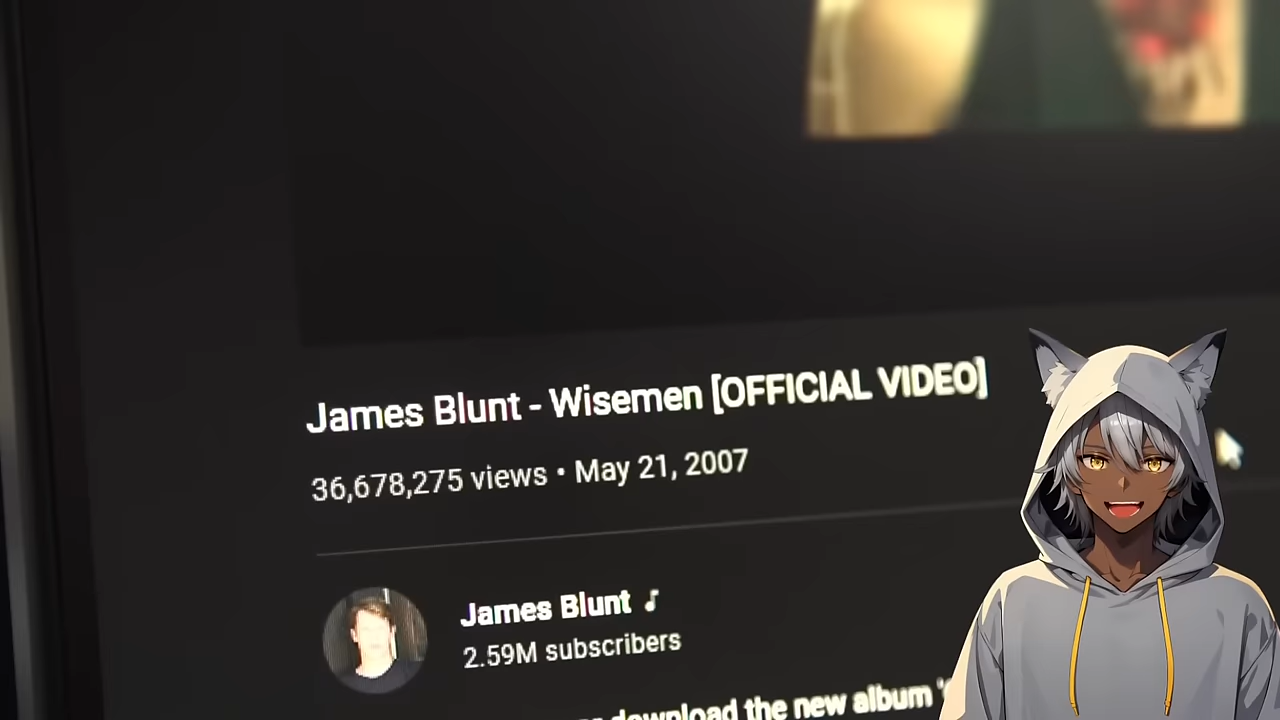 James Blunt - Wisemen [OFFICIAL VIDEO]
36,678,275 views • May 21, 2007
James Blunt ♪
2.59M subscribers
download the new album '